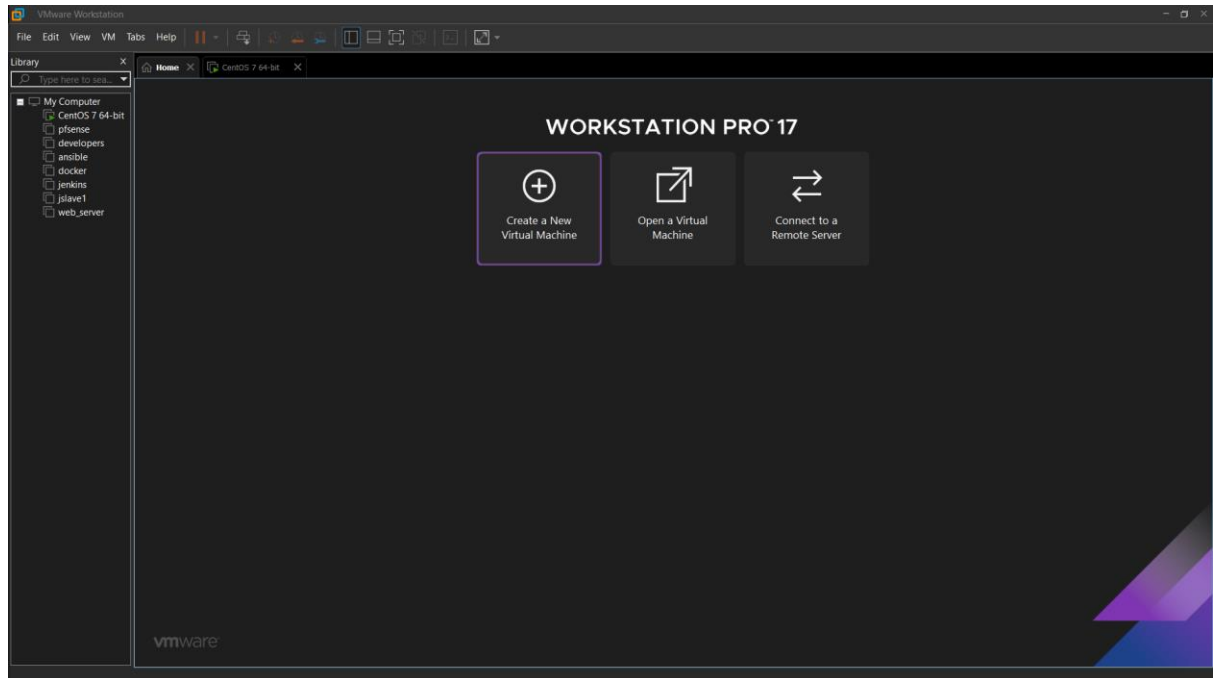 VMware Workstation
File Edit View VM Tabs Help
Library X
Type here to sea...
Home
CentOS 7 64-bit
My Computer
CentOS 7 64-bit
pfsense
developers
ansible
docker
jenkins
jslave1
web_server
WORKSTATION PRO™ 17
Create a New
Virtual Machine
Open a Virtual
Machine
Connect to a
Remote Server
vmware